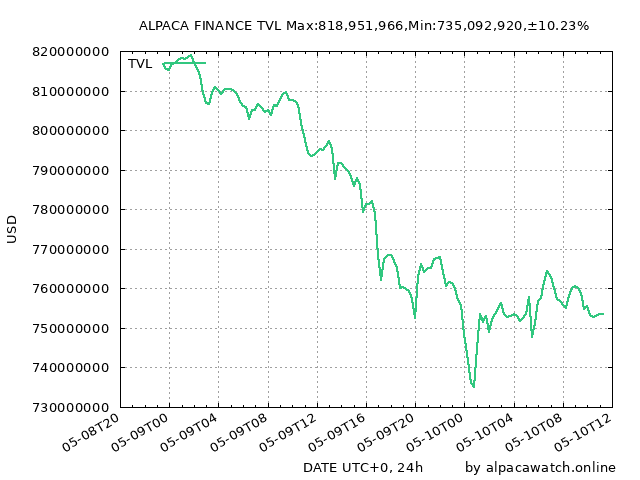 ALPACA FINANCE TVL Max:818,951,966,Min:735,092,920,±10.23%
TVL
820000000
810000000
800000000
790000000
780000000
770000000
760000000
750000000
740000000
730000000
USD
05-08T20
05-09T00
05-09T04
05-09T08
05-09T12
05-09T16
05-09T20
05-10T00
05-10T04
05-10T08
05-10T12
DATE UTC+0, 24h
by alpacawatch.online